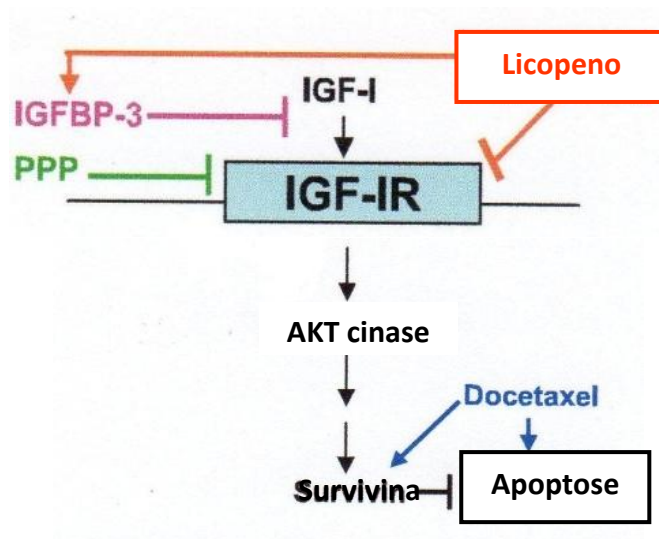 Licopeno
IGF-I
IGFBP-3
PPP
IGF-IR
AKT cinase
Docetaxel
Survivina
Apoptose